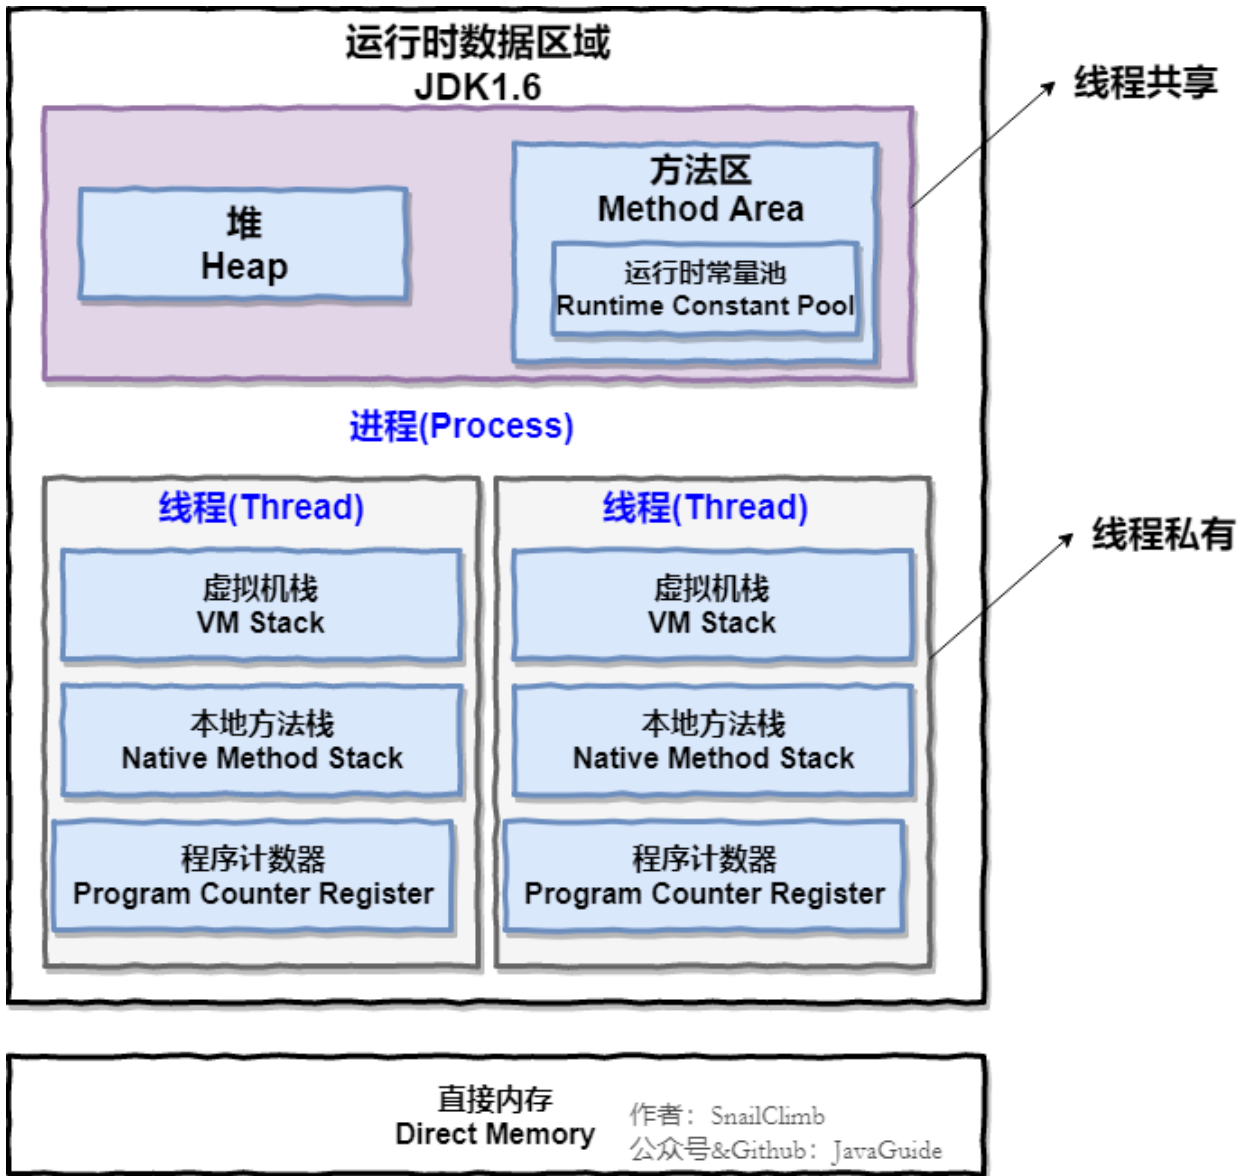 运行时数据区域
JDK1.6
线程共享
堆
Heap
方法区
Method Area
运行时常量池
Runtime Constant Pool
进程(Process)
线程(Thread)
虚拟机栈
VM Stack
本地方法栈
Native Method Stack
程序计数器
Program Counter Register
线程(Thread)
虚拟机栈
VM Stack
本地方法栈
Native Method Stack
程序计数器
Program Counter Register
线程私有
直接内存
Direct Memory
作者：SnailClimb
公众号&Github：JavaGuide